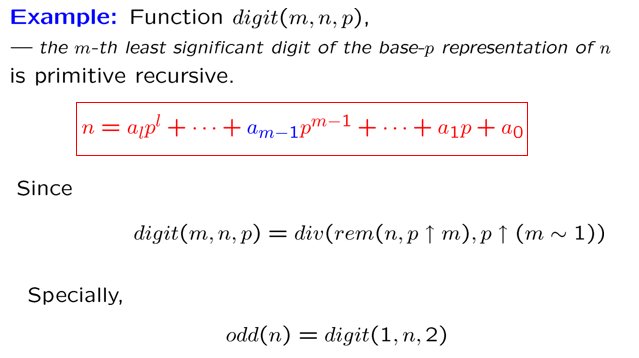 Example: Function digit(m, n, p),
— the m-th least significant digit of the base-p representation of n
is primitive recursive.
n = a_l p^l + ··· + a_{m−1} p^{m−1} + ··· + a_1 p + a_0
Since
digit(m, n, p) = div(rem(n, p ↑ m), p ↑ (m ∼ 1))
Specially,
odd(n) = digit(1, n, 2)